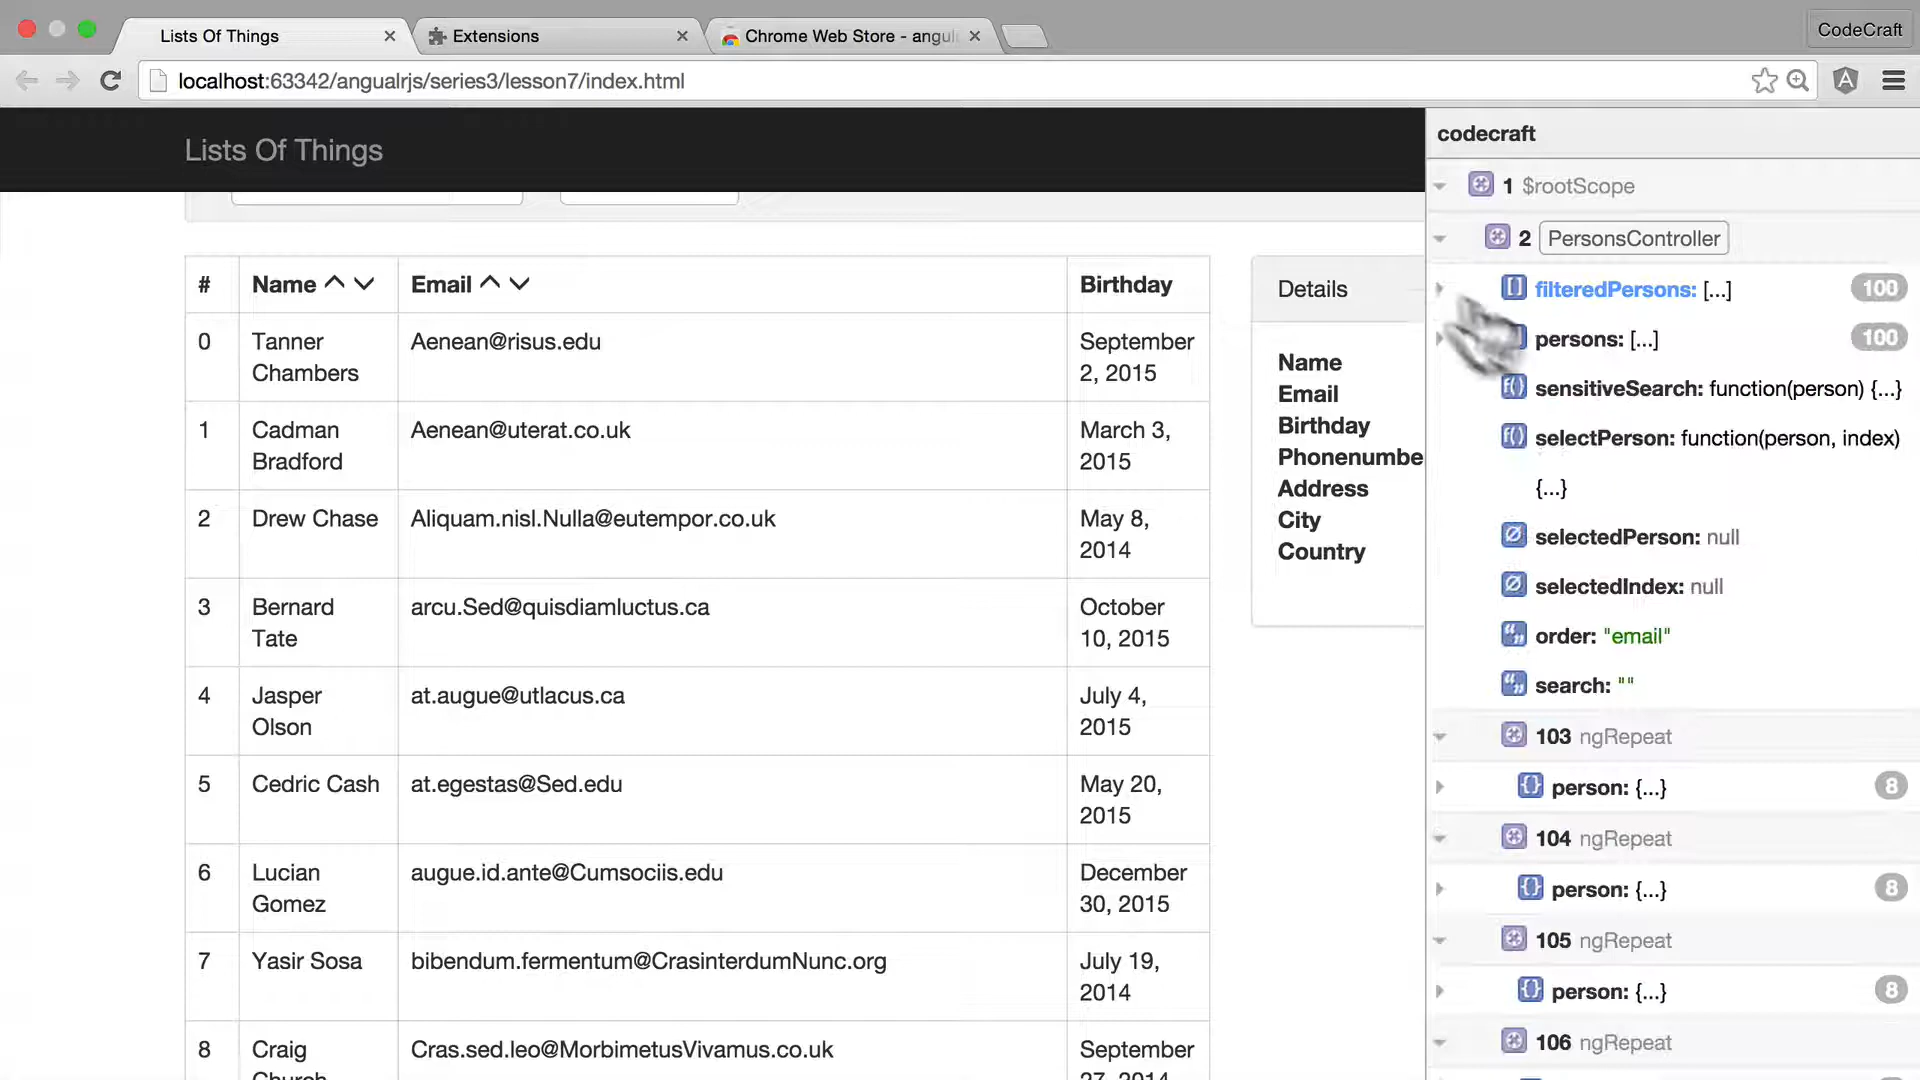 Lists Of Things
Extensions
Chrome Web Store - angul
CodeCraft
localhost:63342/angualrjs/series3/lesson7/index.html
Lists Of Things
# Name Email Birthday
0 Tanner Chambers Aenean@risus.edu September 2, 2015
1 Cadman Bradford Aenean@uterat.co.uk March 3, 2015
2 Drew Chase Aliquam.nisl.Nulla@eutempor.co.uk May 8, 2014
3 Bernard Tate arcu.Sed@quisdiamluctus.ca October 10, 2015
4 Jasper Olson at.augue@utlacus.ca July 4, 2015
5 Cedric Cash at.egestas@Sed.edu May 20, 2015
6 Lucian Gomez augue.id.ante@Cumsociis.edu December 30, 2015
7 Yasir Sosa bibendum.fermentum@CrasinterdumNunc.org July 19, 2014
8 Craig Church Cras.sed.leo@MorbimetusVivamus.co.uk September 27, 2014
Details
Name
Email
Birthday
Phonenumbe
Address
City
Country
codecraft
1 $rootScope
2 PersonsController
filteredPersons: [...] 100
persons: [...] 100
sensitiveSearch: function(person) {...}
selectPerson: function(person, index)
{...}
selectedPerson: null
selectedIndex: null
order: "email"
search: ""
103 ngRepeat
person: {...} 8
104 ngRepeat
person: {...} 8
105 ngRepeat
person: {...} 8
106 ngRepeat